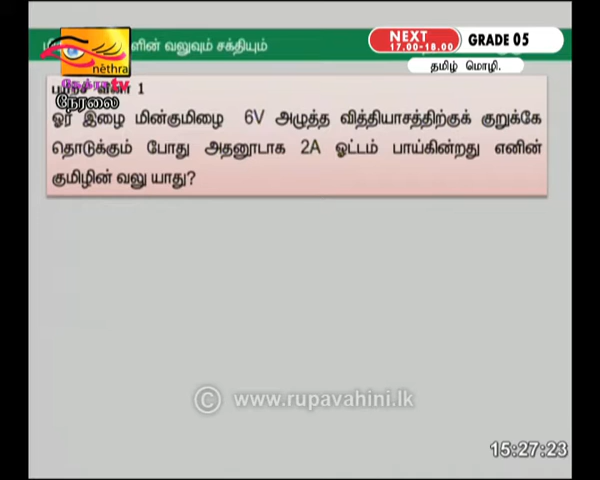 ளின் வலுவும் சக்தியும்
NEXT
17.00-18.00
GRADE 05
தமிழ் மொழி.
nethra
நேத்ரா tv
நேரலை
1
ஓர் இழை மின்குமிழை 6V அழுத்த வித்தியாசத்திற்குக் குறுக்கே
தொடுக்கும் போது அதனூடாக 2A ஓட்டம் பாய்கின்றது எனின்
குமிழின் வலு யாது?
© www.rupavahini.lk
15:27:23